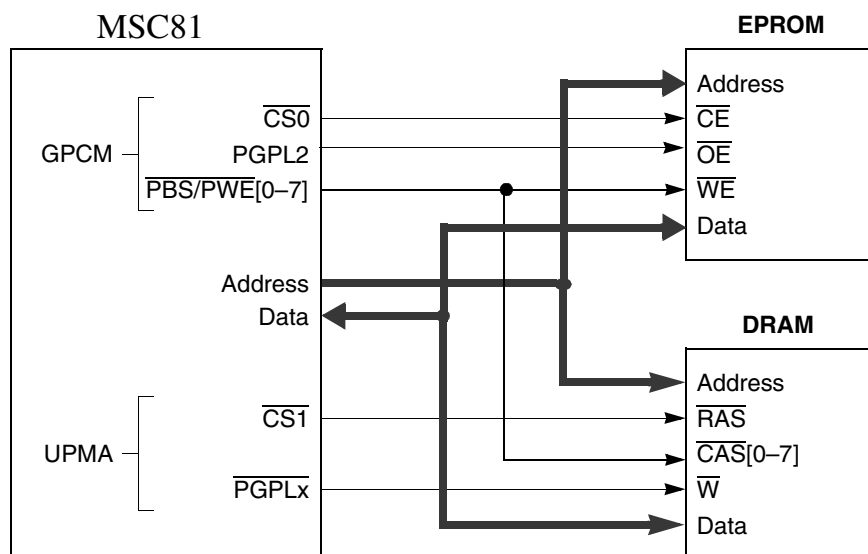 MSC81
EPROM
GPCM
CS0
PGPL2
PBS/PWE[0–7]
Address
Data
UPMA
CS1
PGPLx
Address
CE
OE
WE
Data
DRAM
Address
RAS
CAS[0–7]
W
Data